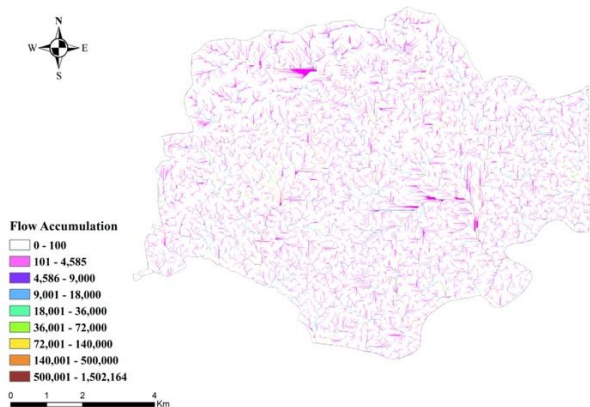 N
W E
S
Flow Accumulation
0 - 100
101 - 4,585
4,586 - 9,000
9,001 - 18,000
18,001 - 36,000
36,001 - 72,000
72,001 - 140,000
140,001 - 500,000
500,001 - 1,502,164
0 1 2 4
Km